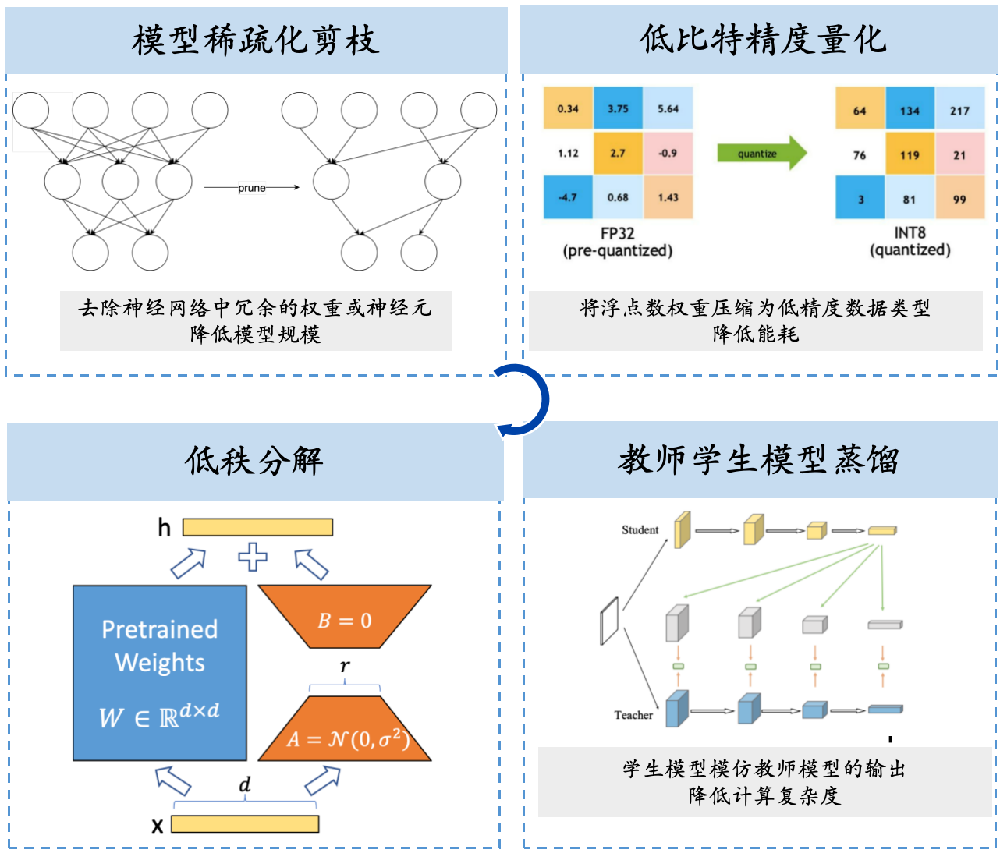 模型稀疏化剪枝
prune
去除神经网络中冗余的权重或神经元
降低模型规模
低比特精度量化
0.34 3.75 5.64
1.12 2.7 -0.9
-4.7 0.68 1.43
FP32
(pre-quantized)
quantize
64 134 217
76 119 21
3 81 99
INT8
(quantized)
将浮点数权重压缩为低精度数据类型
降低能耗
低秩分解
h
Pretrained
Weights
W ∈ ℝ^{d×d}
B = 0
r
A = 𝒩(0, σ²)
d
x
教师学生模型蒸馏
Student
Teacher
学生模型模仿教师模型的输出
降低计算复杂度